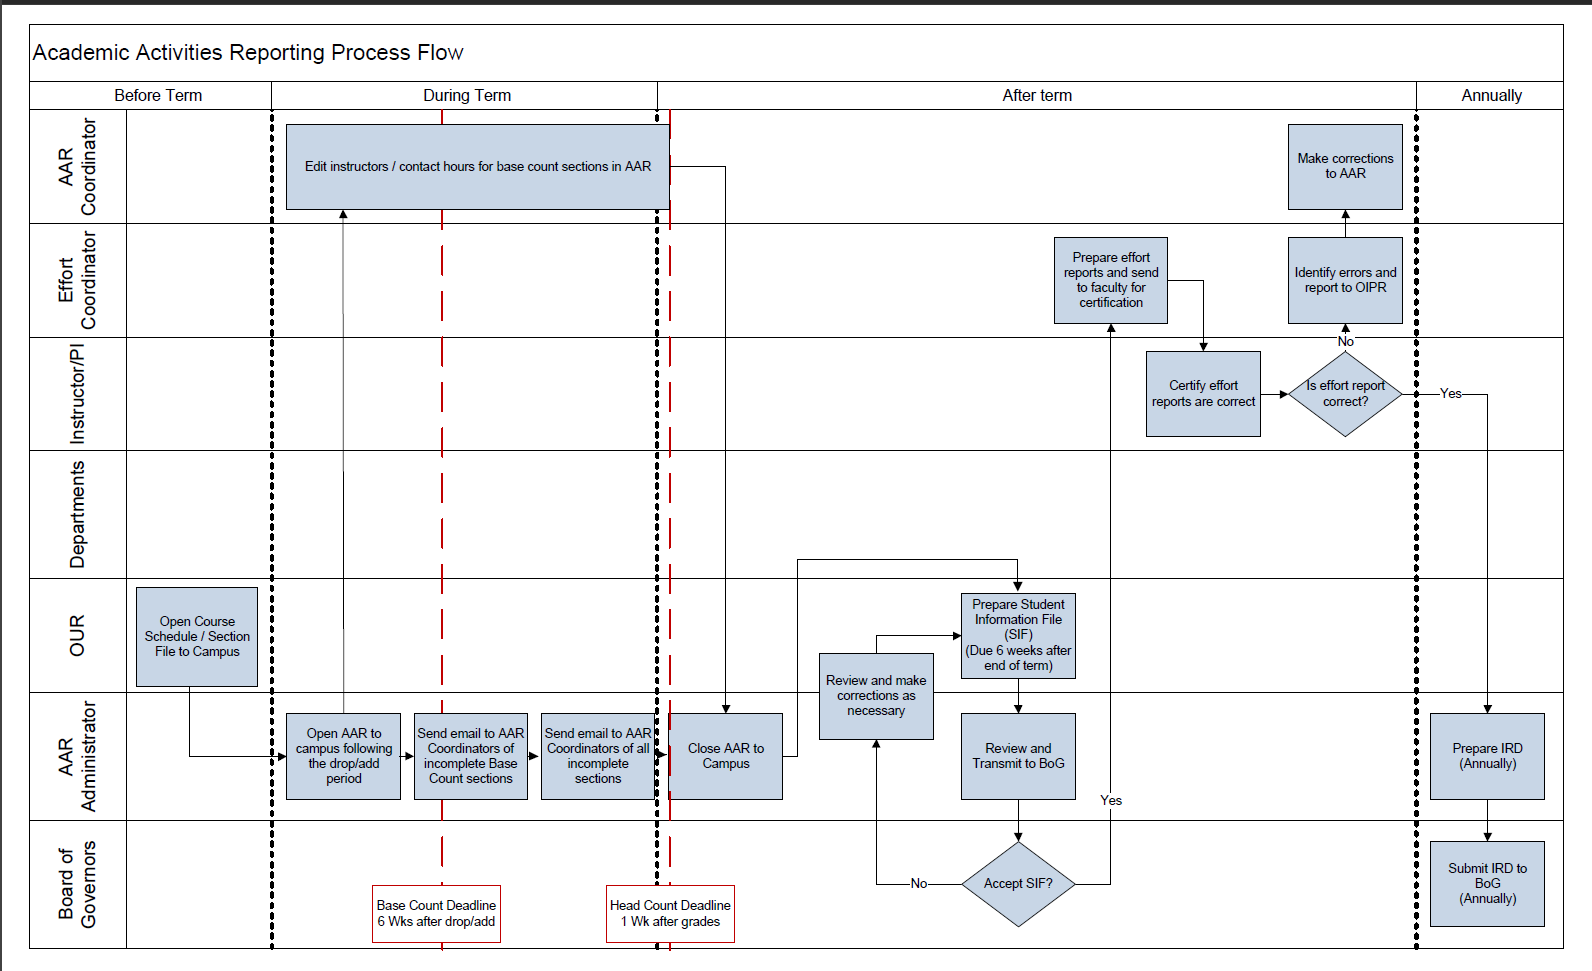 Academic Activities Reporting Process Flow
Before Term
During Term
After term
Annually
AAR
Coordinator
Edit instructors / contact hours for base count sections in AAR
Make corrections
to AAR
Effort
Coordinator
Prepare effort
reports and send
to faculty for
certification
Identify errors and
report to OIPR
No
Instructor/PI
Certify effort
reports are correct
Is effort report
correct?
Yes
Departments
OUR
Open Course
Schedule / Section
File to Campus
Prepare Student
Information File
(SIF)
(Due 6 weeks after
end of term)
Review and make
corrections as
necessary
AAR
Administrator
Open AAR to
campus following
the drop/add
period
Send email to AAR
Coordinators of
incomplete Base
Count sections
Send email to AAR
Coordinators of all
incomplete
sections
Close AAR to
Campus
Review and
Transmit to BoG
Yes
Prepare IRD
(Annually)
Board of
Governors
Base Count Deadline
6 Wks after drop/add
Head Count Deadline
1 Wk after grades
No
Accept SIF?
Submit IRD to
BoG
(Annually)